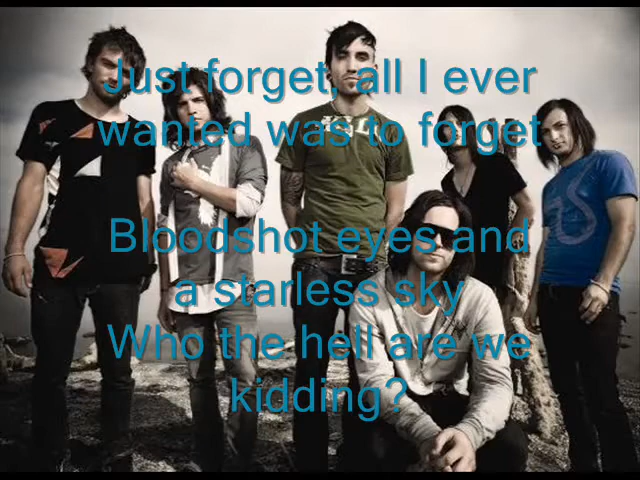 Just forget, all I ever
wanted was to forget
Bloodshot eyes and
a starless sky
Who the hell are we
kidding?